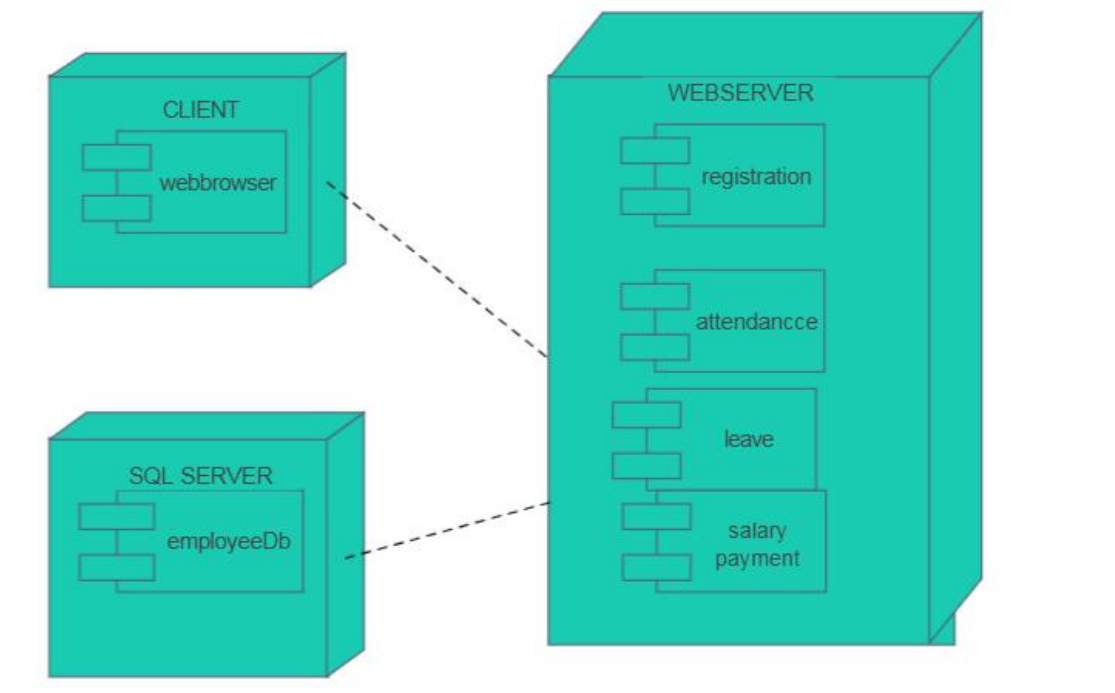 CLIENT
webbrowser
SQL SERVER
employeeDb
WEBSERVER
registration
attendancce
leave
salary
payment